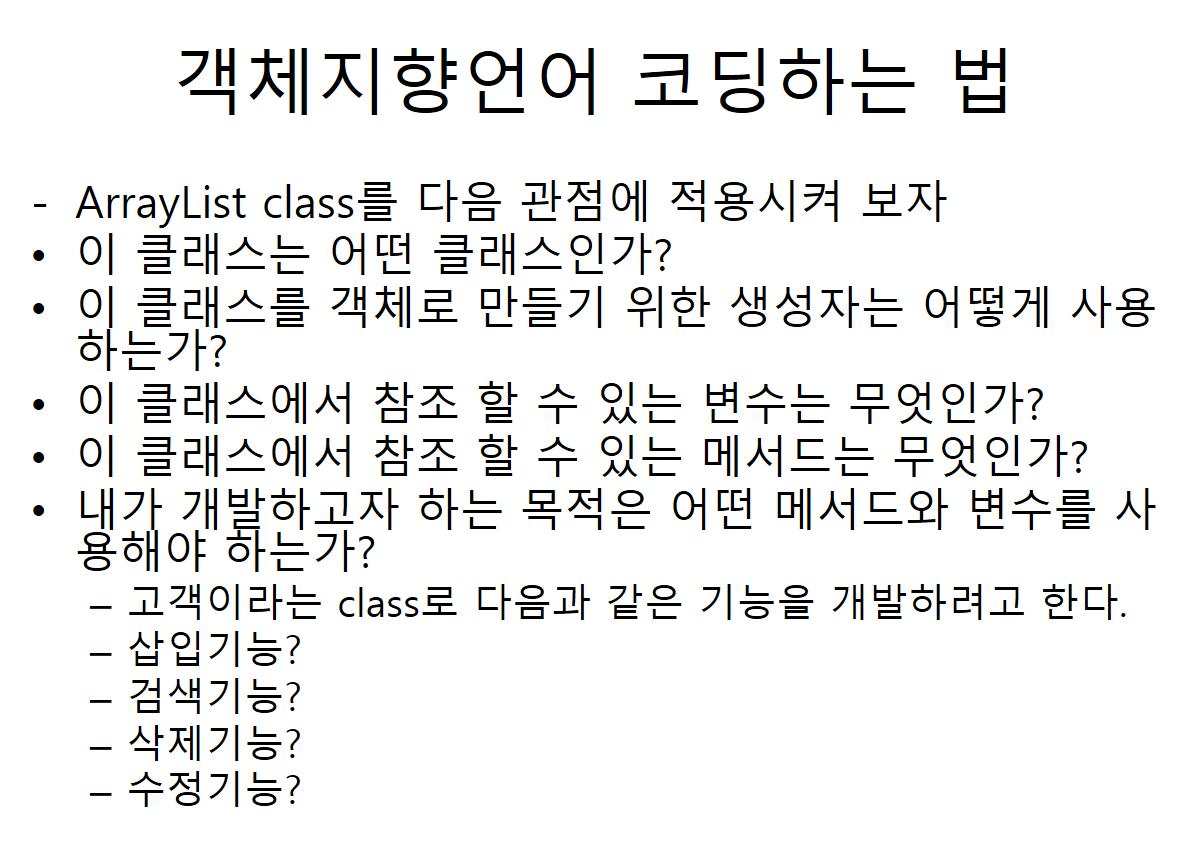 객체지향언어 코딩하는 법
- ArrayList class를 다음 관점에 적용시켜 보자
• 이 클래스는 어떤 클래스인가?
• 이 클래스를 객체로 만들기 위한 생성자는 어떻게 사용
하는가?
• 이 클래스에서 참조 할 수 있는 변수는 무엇인가?
• 이 클래스에서 참조 할 수 있는 메서드는 무엇인가?
• 내가 개발하고자 하는 목적은 어떤 메서드와 변수를 사
용해야 하는가?
– 고객이라는 class로 다음과 같은 기능을 개발하려고 한다.
– 삽입기능?
– 검색기능?
– 삭제기능?
– 수정기능?